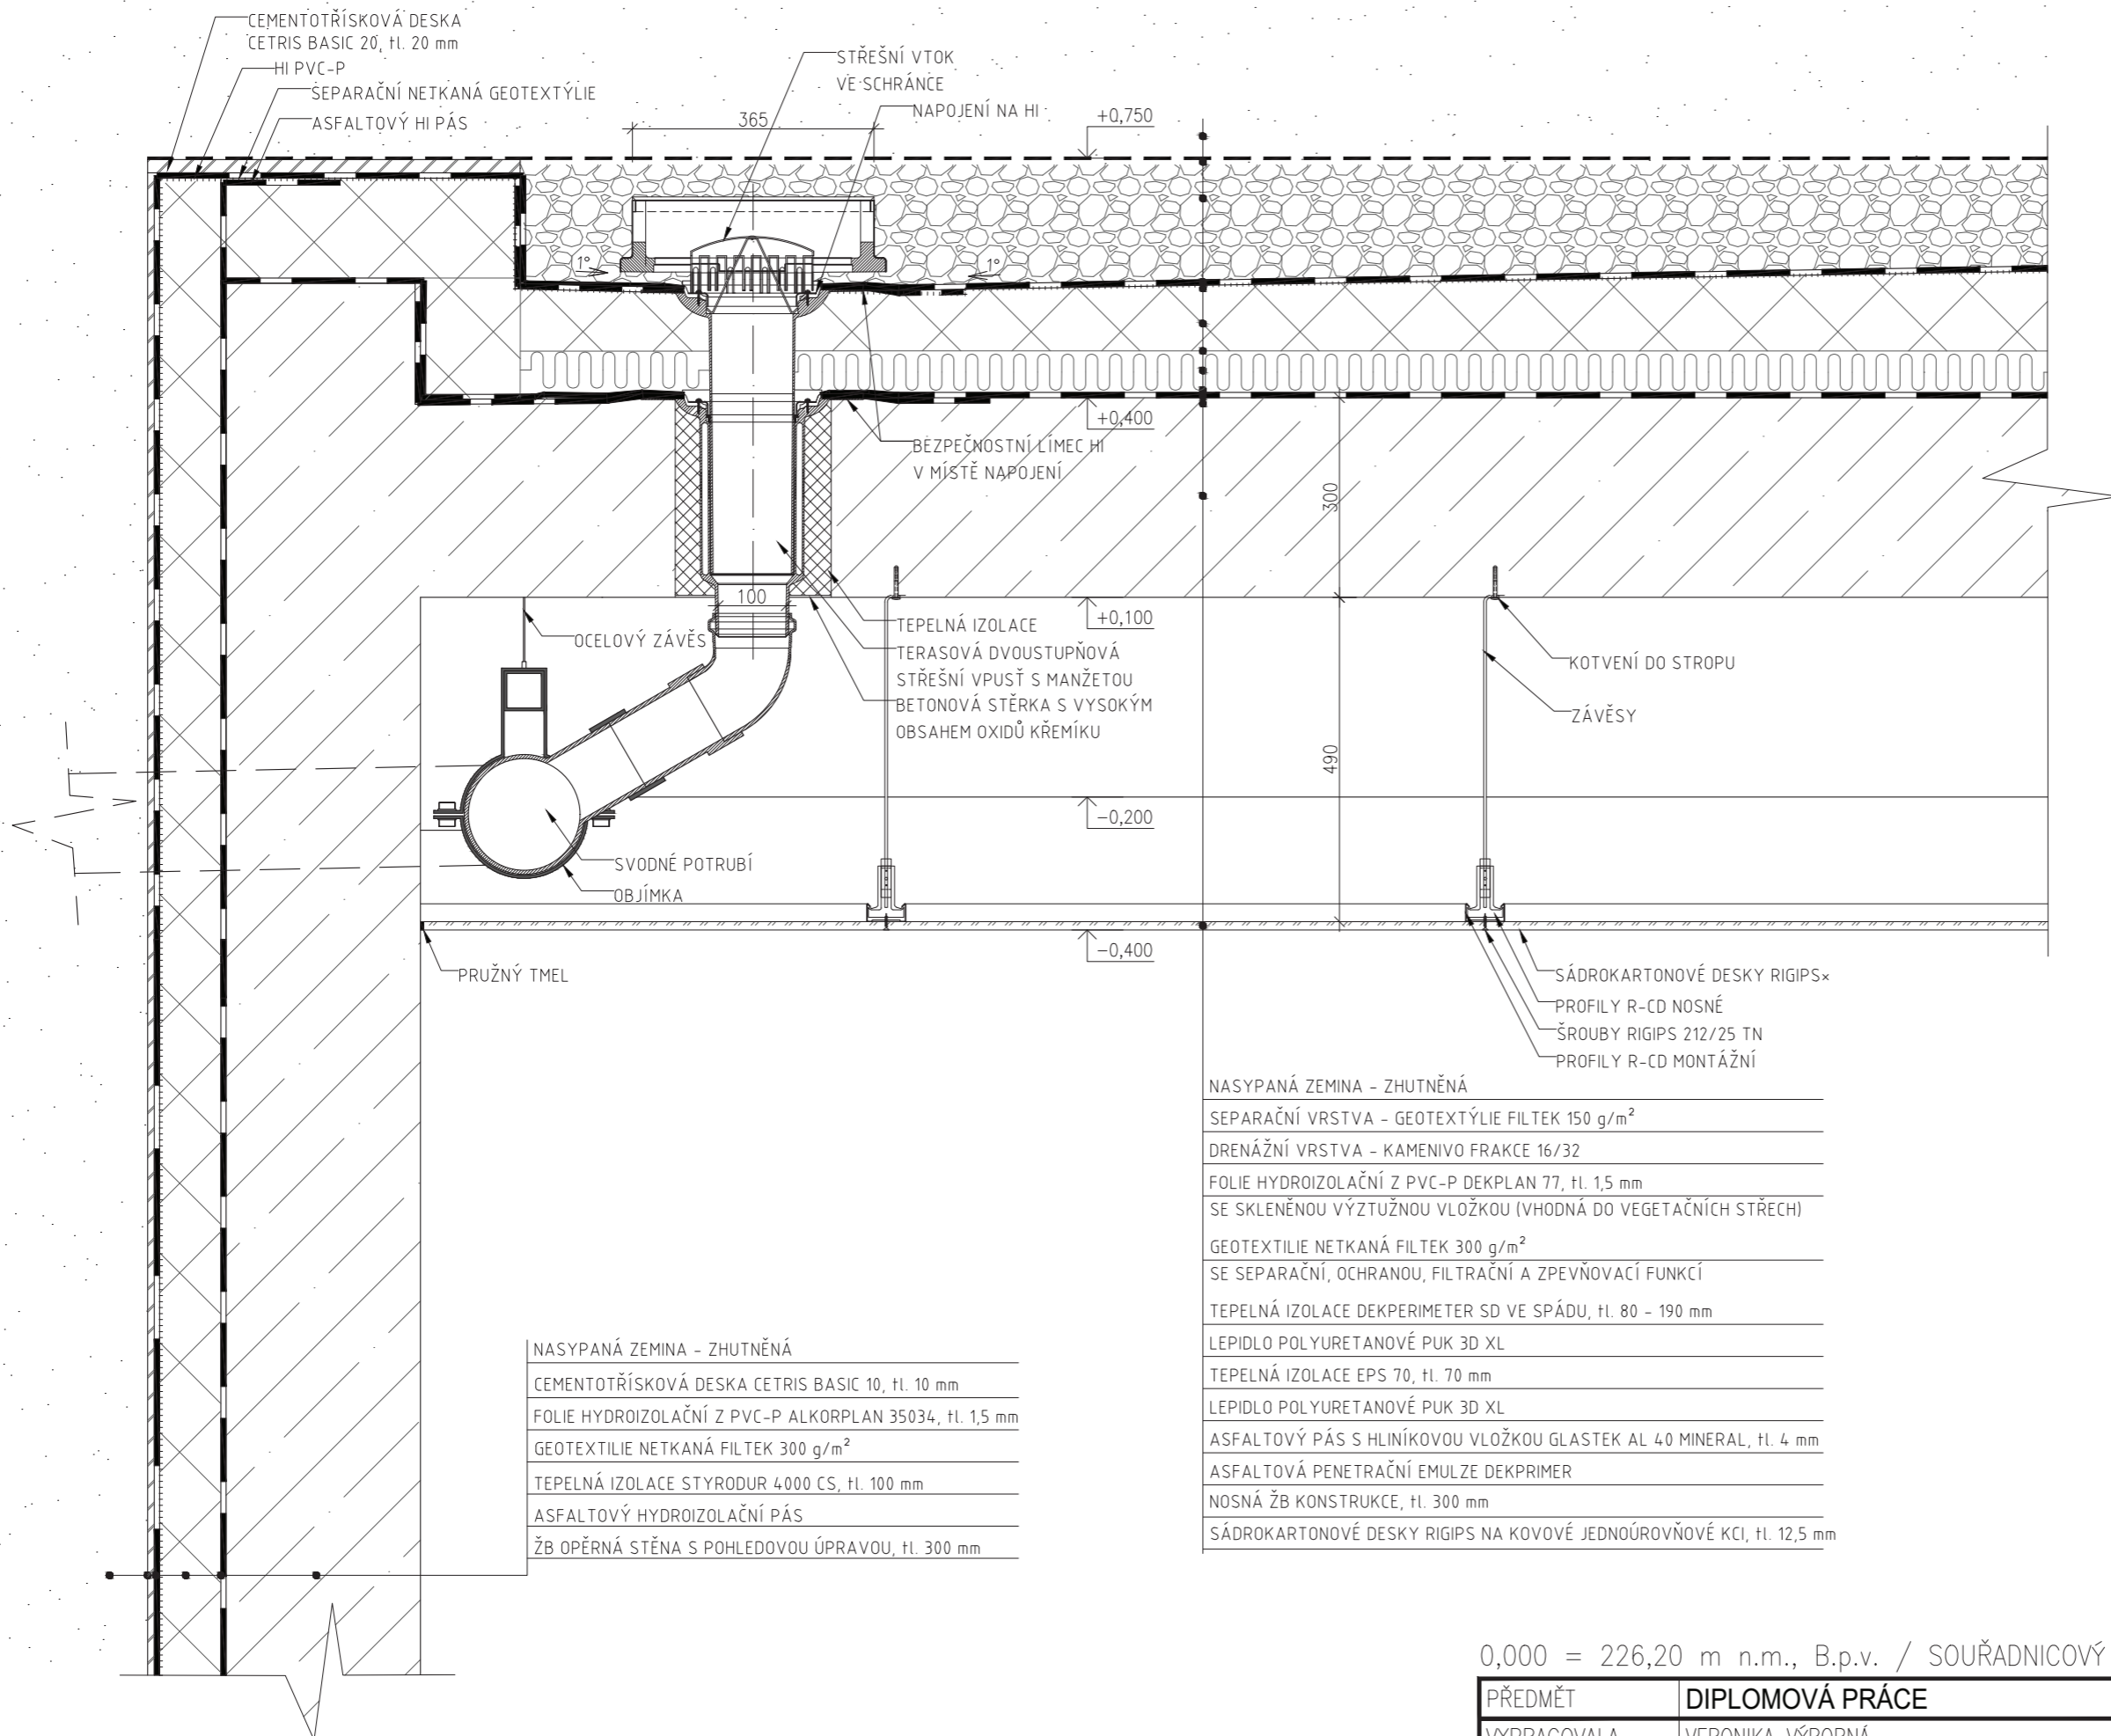 CEMENTOTŘÍSKOVÁ DESKA
CETRIS BASIC 20, tl. 20 mm
HI PVC-P
SEPARAČNÍ NETKANÁ GEOTEXTÝLIE
ASFALTOVÝ HI PÁS
STŘEŠNÍ VTOK
VE SCHRÁNCE
NAPOJENÍ NA HI
365
+0,750
1°
1°
+0,400
BEZPEČNOSTNÍ LÍMEC HI
V MÍSTĚ NAPOJENÍ
300
100
+0,100
OCELOVÝ ZÁVĚS
TEPELNÁ IZOLACE
TERASOVÁ DVOUSTUPŇOVÁ
STŘEŠNÍ VPUSŤ S MANŽETOU
BETONOVÁ STĚRKA S VYSOKÝM
OBSAHEM OXIDŮ KŘEMÍKU
KOTVENÍ DO STROPU
ZÁVĚSY
490
-0,200
SVODNÉ POTRUBÍ
OBJÍMKA
-0,400
PRUŽNÝ TMEL
SÁDROKARTONOVÉ DESKY RIGIPS×
PROFILY R-CD NOSNÉ
ŠROUBY RIGIPS 212/25 TN
PROFILY R-CD MONTÁŽNÍ
NASYPANÁ ZEMINA - ZHUTNĚNÁ
SEPARAČNÍ VRSTVA - GEOTEXTÝLIE FILTEK 150 g/m²
DRENÁŽNÍ VRSTVA - KAMENIVO FRAKCE 16/32
FOLIE HYDROIZOLAČNÍ Z PVC-P DEKPLAN 77, tl. 1,5 mm
SE SKLENĚNOU VÝZTUŽNOU VLOŽKOU (VHODNÁ DO VEGETAČNÍCH STŘECH)
GEOTEXTILIE NETKANÁ FILTEK 300 g/m²
SE SEPARAČNÍ, OCHRANOU, FILTRAČNÍ A ZPEVŇOVACÍ FUNKCÍ
TEPELNÁ IZOLACE DEKPERIMETER SD VE SPÁDU, tl. 80 - 190 mm
LEPIDLO POLYURETANOVÉ PUK 3D XL
TEPELNÁ IZOLACE EPS 70, tl. 70 mm
LEPIDLO POLYURETANOVÉ PUK 3D XL
ASFALTOVÝ PÁS S HLINÍKOVOU VLOŽKOU GLASTEK AL 40 MINERAL, tl. 4 mm
ASFALTOVÁ PENETRAČNÍ EMULZE DEKPRIMER
NOSNÁ ŽB KONSTRUKCE, tl. 300 mm
SÁDROKARTONOVÉ DESKY RIGIPS NA KOVOVÉ JEDNOÚROVŇOVÉ KCI, tl. 12,5 mm
NASYPANÁ ZEMINA - ZHUTNĚNÁ
CEMENTOTŘÍSKOVÁ DESKA CETRIS BASIC 10, tl. 10 mm
FOLIE HYDROIZOLAČNÍ Z PVC-P ALKORPLAN 35034, tl. 1,5 mm
GEOTEXTILIE NETKANÁ FILTEK 300 g/m²
TEPELNÁ IZOLACE STYRODUR 4000 CS, tl. 100 mm
ASFALTOVÝ HYDROIZOLAČNÍ PÁS
ŽB OPĚRNÁ STĚNA S POHLEDOVOU ÚPRAVOU, tl. 300 mm
0,000 = 226,20 m n.m., B.p.v. / SOUŘADNICOVÝ
PŘEDMĚT DIPLOMOVÁ PRÁCE
VYPRACOVALA VERONIKA VÝBORNÁ